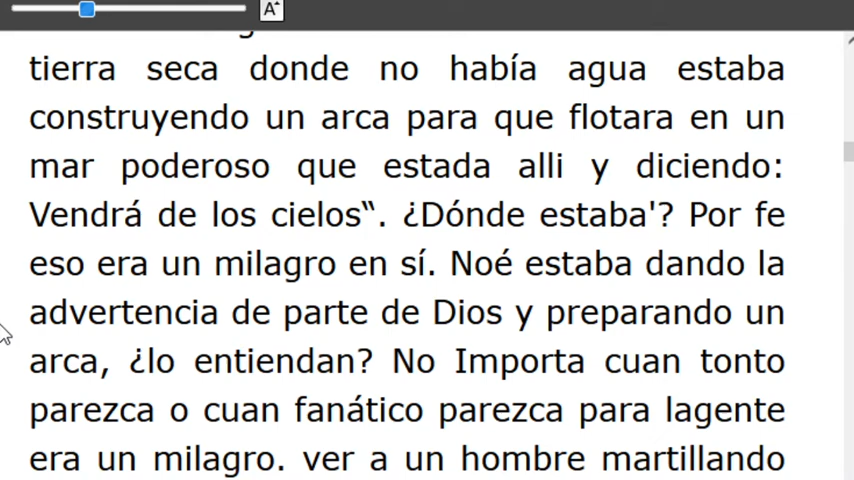 A
tierra seca donde no había agua estaba
construyendo un arca para que flotara en un
mar poderoso que estada alli y diciendo:
Vendrá de los cielos“. ¿Dónde estaba'? Por fe
eso era un milagro en sí. Noé estaba dando la
advertencia de parte de Dios y preparando un
arca, ¿lo entiendan? No Importa cuan tonto
parezca o cuan fanático parezca para lagente
era un milagro. ver a un hombre martillando